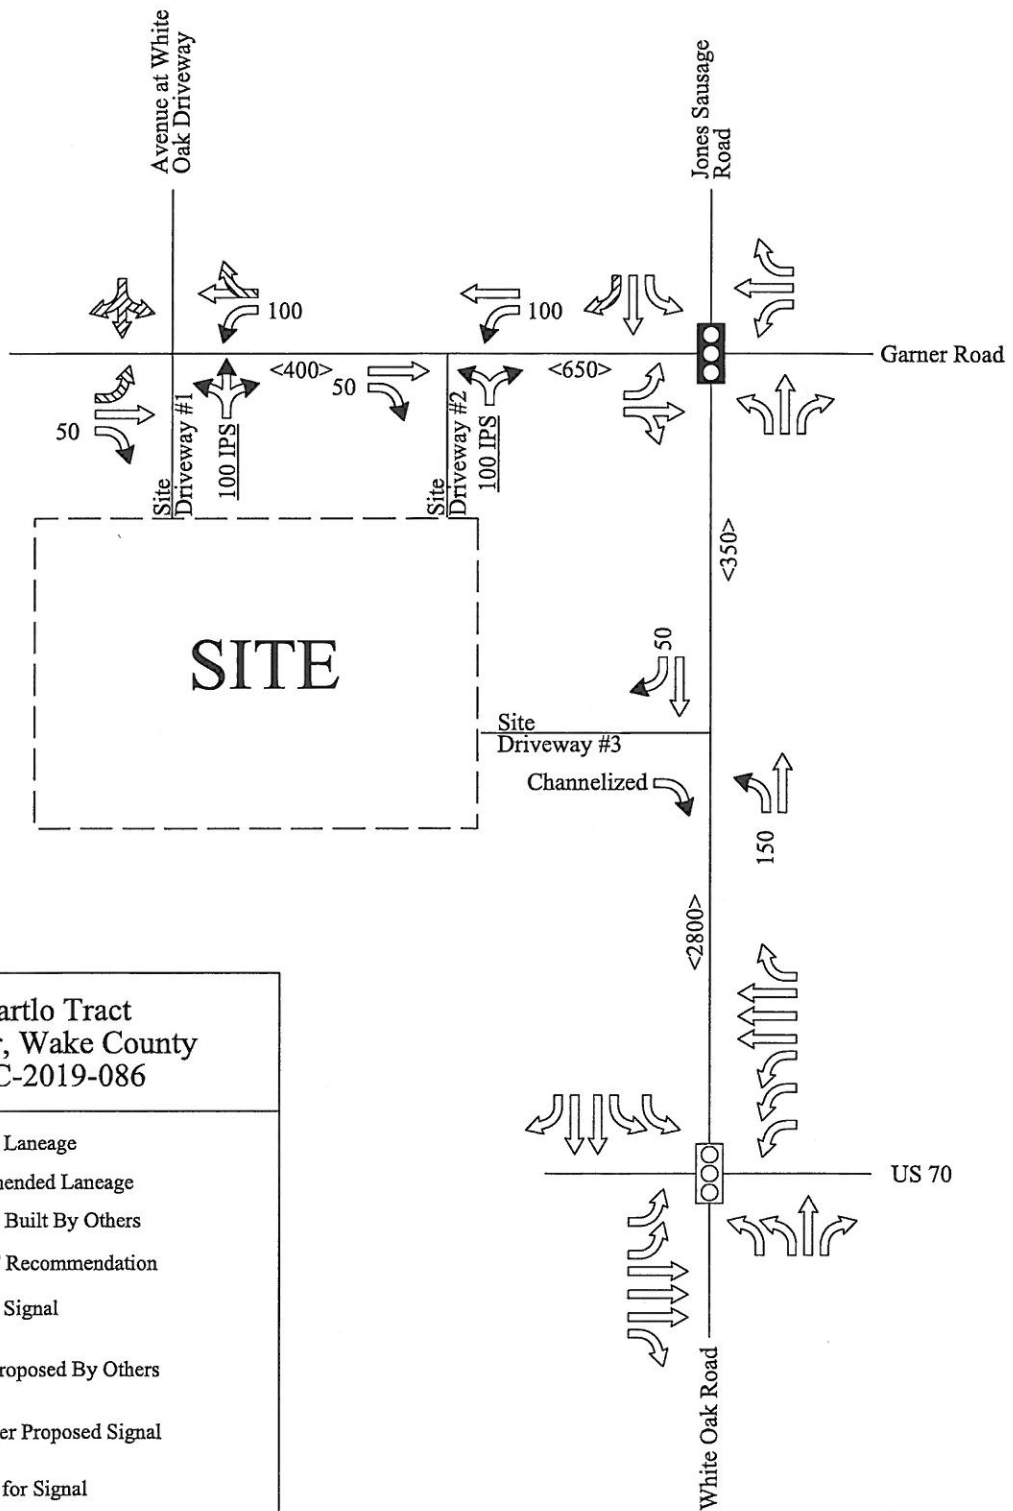 Avenue at White
Oak Driveway
Jones Sausage
Road
100
100
<400>
50
<650>
Garner Road
50
Site
Driveway #1
100 IPS
Site
Driveway #2
100 IPS
<350>
SITE
50
Site
Driveway #3
Channelized
150
<2800>
artlo Tract
, Wake County
C-2019-086
Laneage
ended Laneage
Built By Others
Recommendation
Signal
roposed By Others
er Proposed Signal
for Signal
US 70
White Oak Road